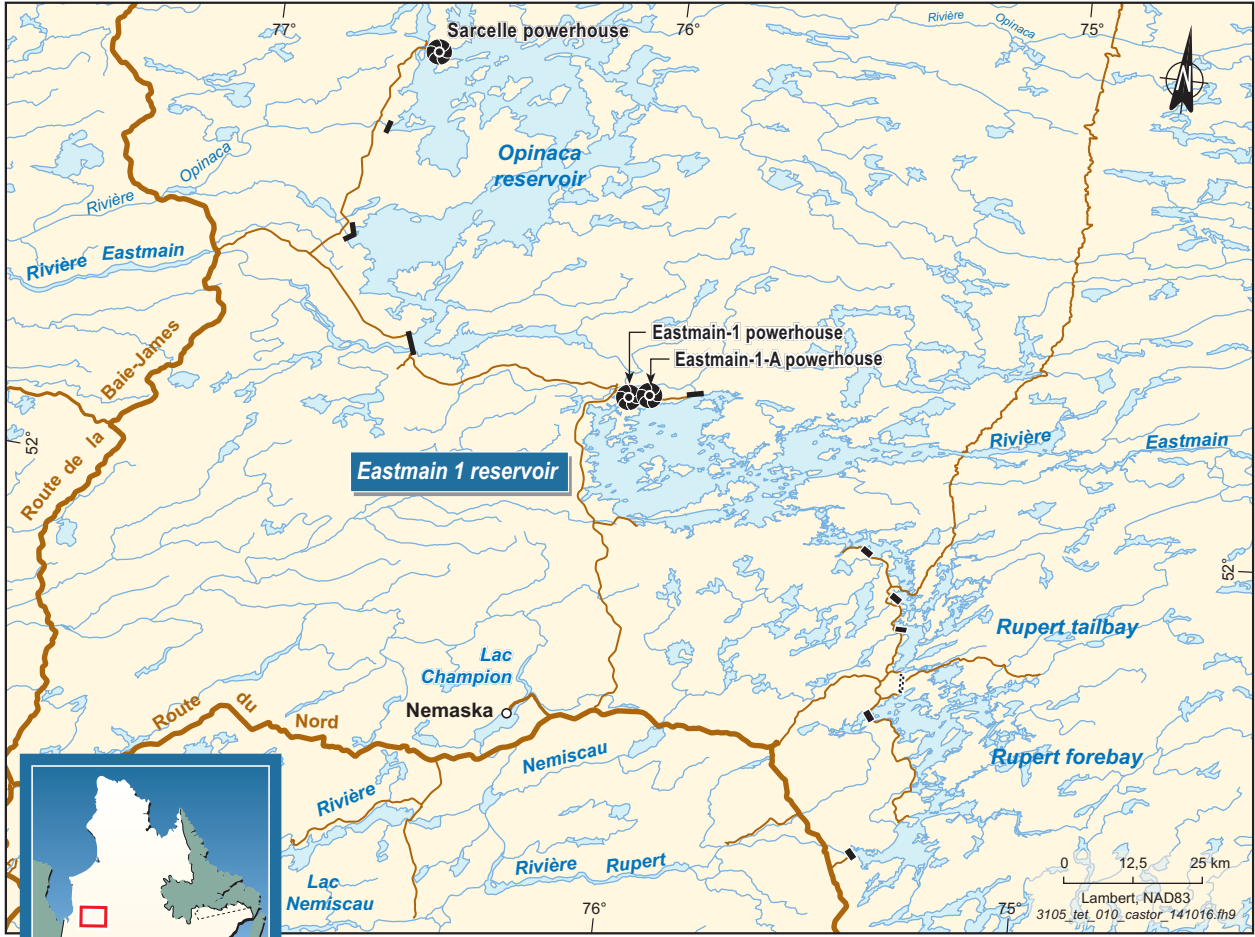 77°
76°
75°
Rivière Opinaca
Sarcelle powerhouse
N
Opinaca
reservoir
Rivière Opinaca
Rivière Eastmain
Eastmain-1 powerhouse
Eastmain-1-A powerhouse
Route de la Baie-James
52°
Rivière Eastmain
Eastmain 1 reservoir
52°
Rupert tailbay
Lac
Champion
Nemaska
Route du Nord
Nemiscau
Rupert forebay
Rivière
Rivière Rupert
Lac
Nemiscau
0 12,5 25 km
Lambert, NAD83
3105_tet_010_castor_141016.fh9
76°
75°